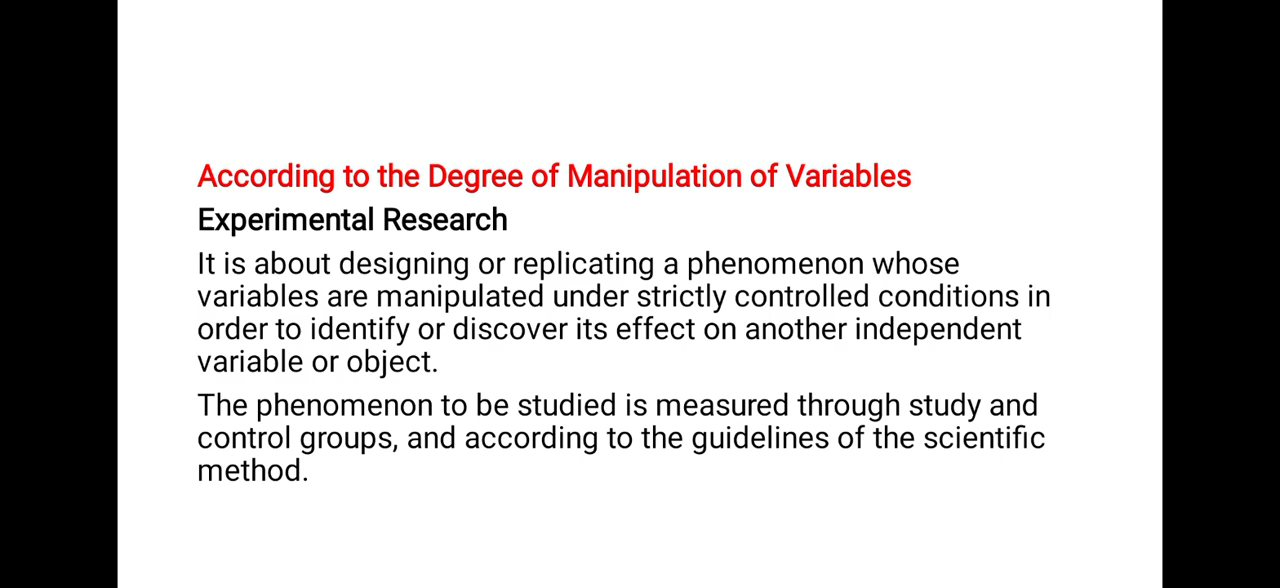 According to the Degree of Manipulation of Variables
Experimental Research
It is about designing or replicating a phenomenon whose
variables are manipulated under strictly controlled conditions in
order to identify or discover its effect on another independent
variable or object.
The phenomenon to be studied is measured through study and
control groups, and according to the guidelines of the scientific
method.